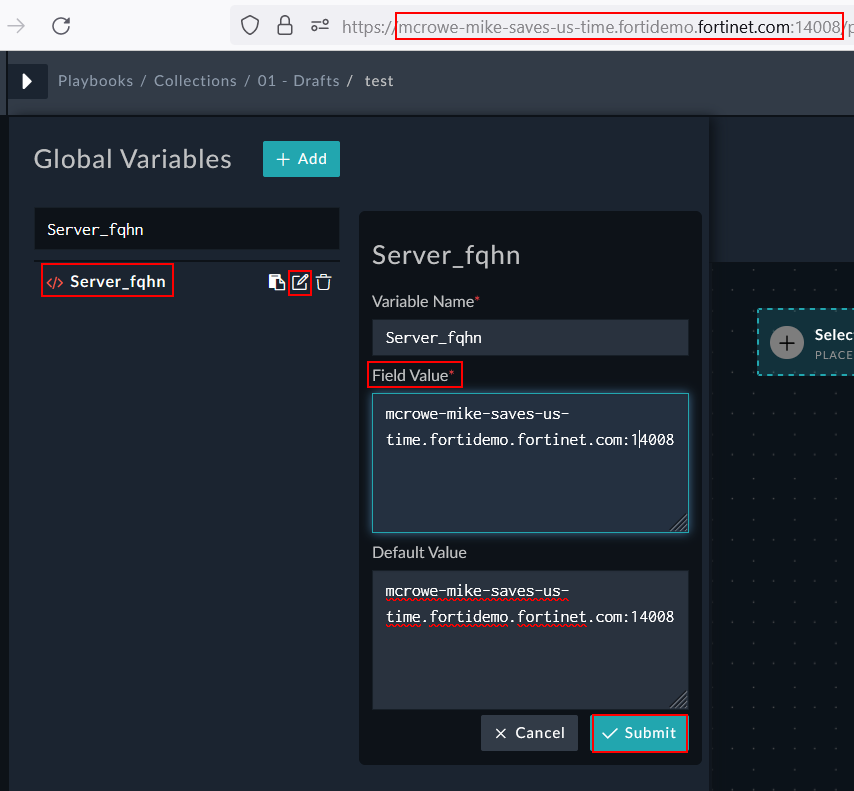 https://mcrowe-mike-saves-us-time.fortidemo.fortinet.com:14008/p
Playbooks / Collections / 01 - Drafts / test
Global Variables
+ Add
Server_fqhn
</> Server_fqhn
Server_fqhn
Variable Name*
Server_fqhn
Field Value*
mcrowe-mike-saves-us-
time.fortidemo.fortinet.com:14008
Default Value
mcrowe-mike-saves-us-
time.fortidemo.fortinet.com:14008
Cancel
Submit
Selec
PLACE